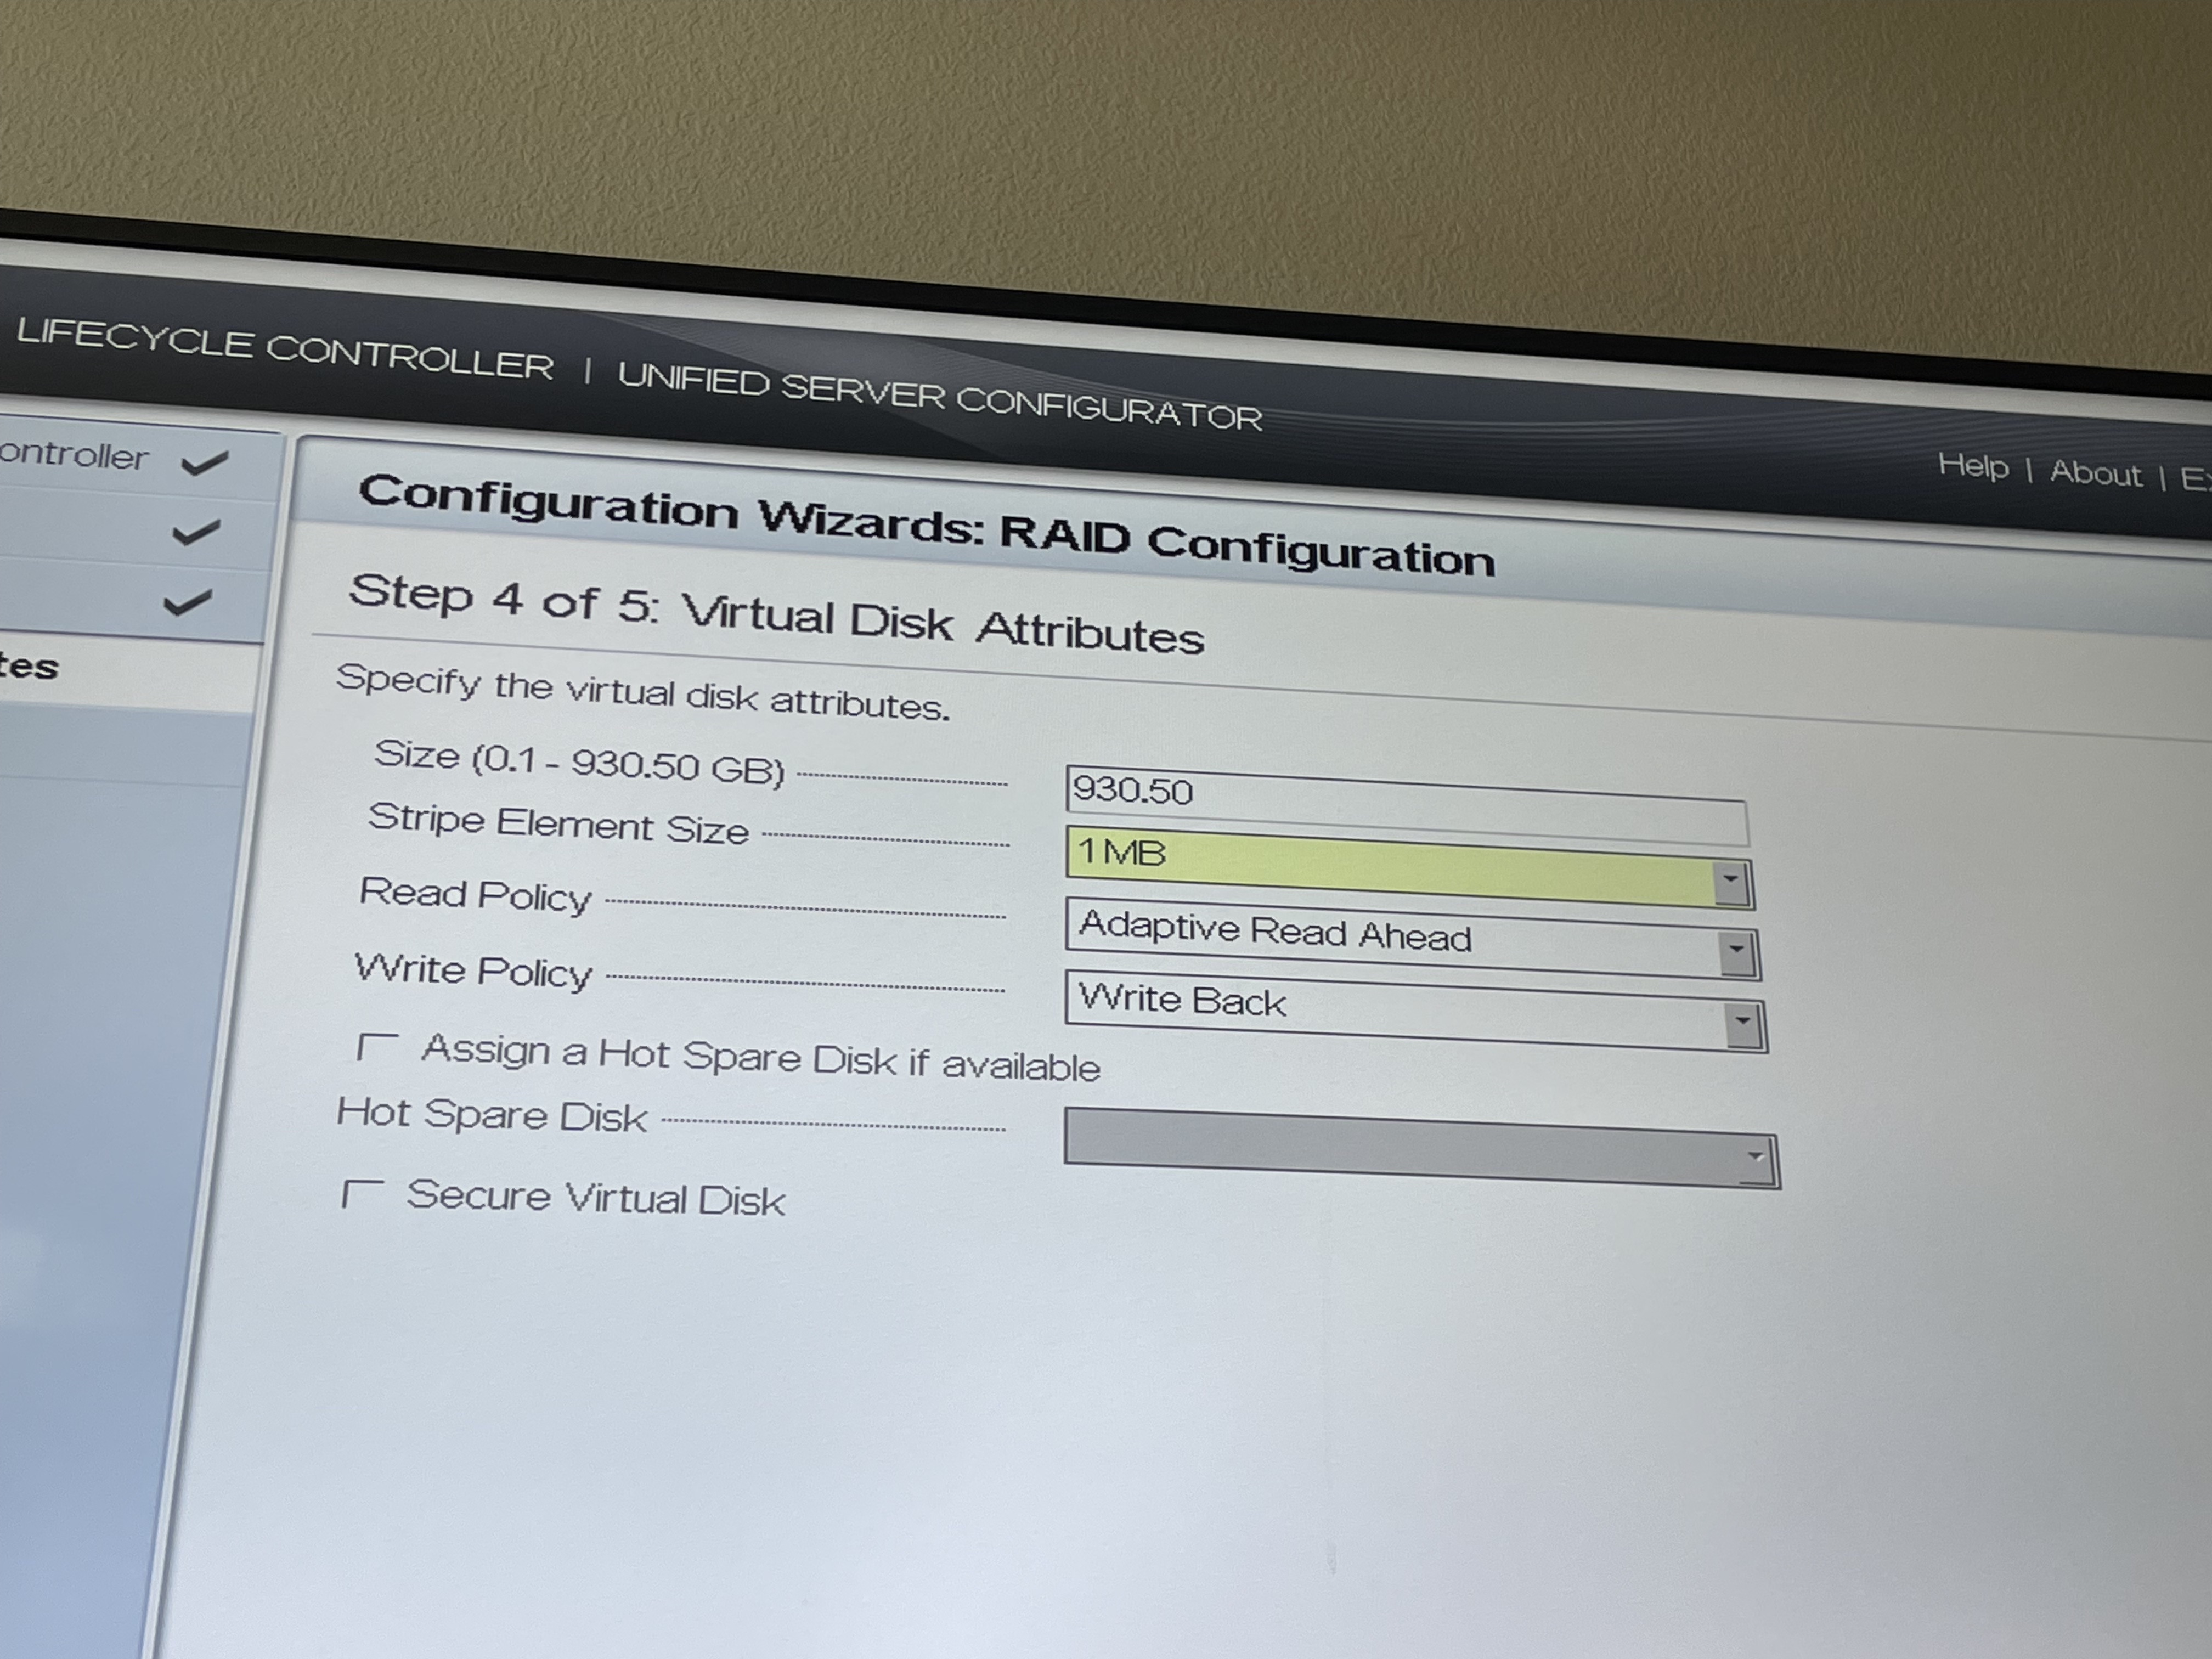 LIFECYCLE CONTROLLER | UNIFIED SERVER CONFIGURATOR
Help | About |
ontroller
tes
Configuration Wizards: RAID Configuration
Step 4 of 5: Virtual Disk Attributes
Specify the virtual disk attributes.
Size (0.1 - 930.50 GB) 930.50
Stripe Element Size 1 MB
Read Policy Adaptive Read Ahead
Write Policy Write Back
Assign a Hot Spare Disk if available
Hot Spare Disk
Secure Virtual Disk